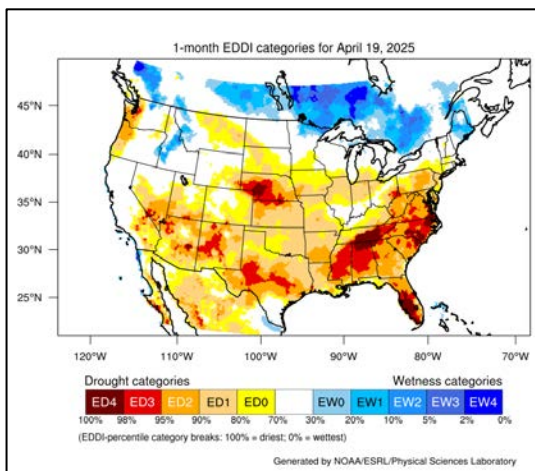 1-month EDDI categories for April 19, 2025
45°N
40°N
35°N
30°N
25°N
120°W 110°W 100°W 90°W 80°W 70°W
Drought categories Wetness categories
ED4 ED3 ED2 ED1 ED0 EW0 EW1 EW2 EW3 EW4
100% 98% 95% 90% 80% 70% 30% 20% 10% 5% 2% 0%
(EDDI-percentile category breaks: 100% = driest; 0% = wettest)
Generated by NOAA/ESRL/Physical Sciences Laboratory